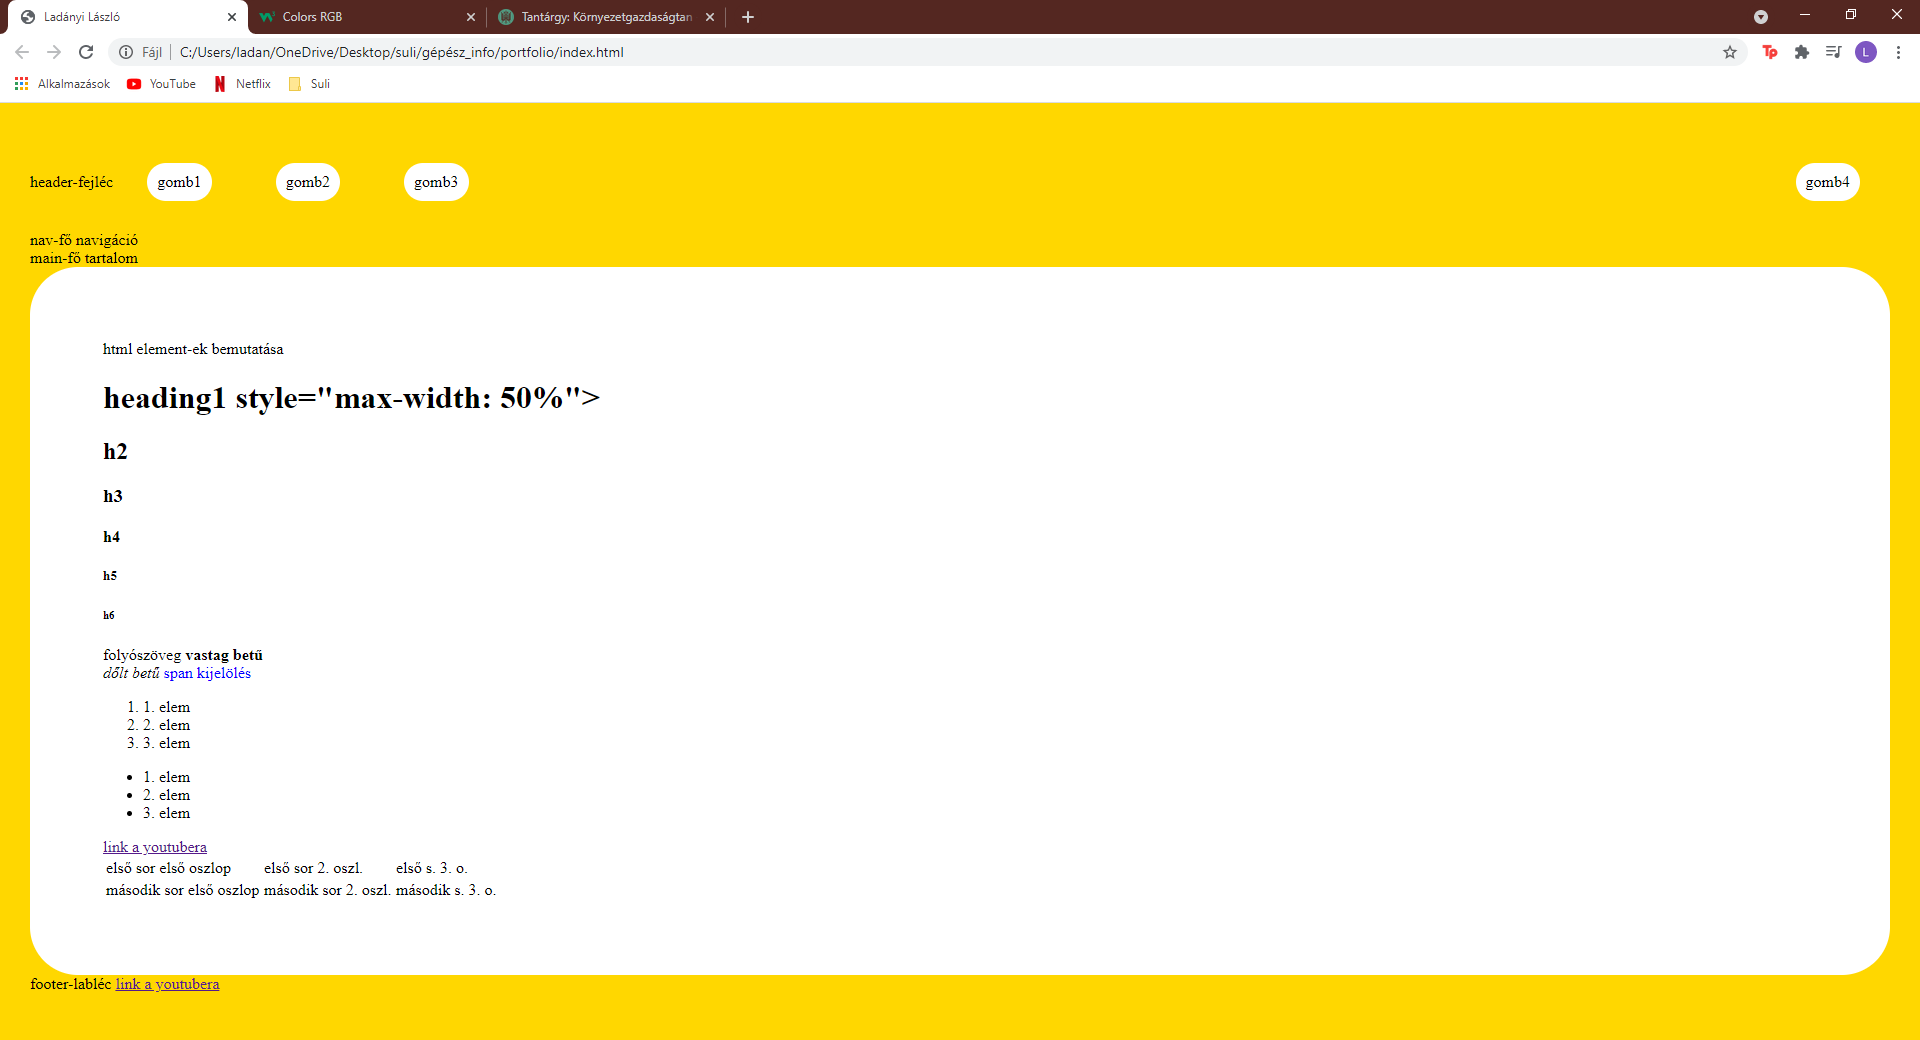 Ladányi László
Colors RGB
Tantárgy: Környezetgazdaságtan
Fájl
C:/Users/ladan/OneDrive/Desktop/suli/gépész_info/portfolio/index.html
Tp
L
Alkalmazások
YouTube
Netflix
Suli
header-fejléc
gomb1
gomb2
gomb3
gomb4
nav-fő navigáció
main-fő tartalom
html element-ek bemutatása
heading1 style="max-width: 50%">
h2
h3
h4
h5
h6
folyószöveg vastag betű
dőlt betű span kijelölés
1. 1. elem
2. 2. elem
3. 3. elem
• 1. elem
• 2. elem
• 3. elem
link a youtubera
első sor első oszlop első sor 2. oszl. első s. 3. o.
második sor első oszlop második sor 2. oszl. második s. 3. o.
footer-labléc link a youtubera